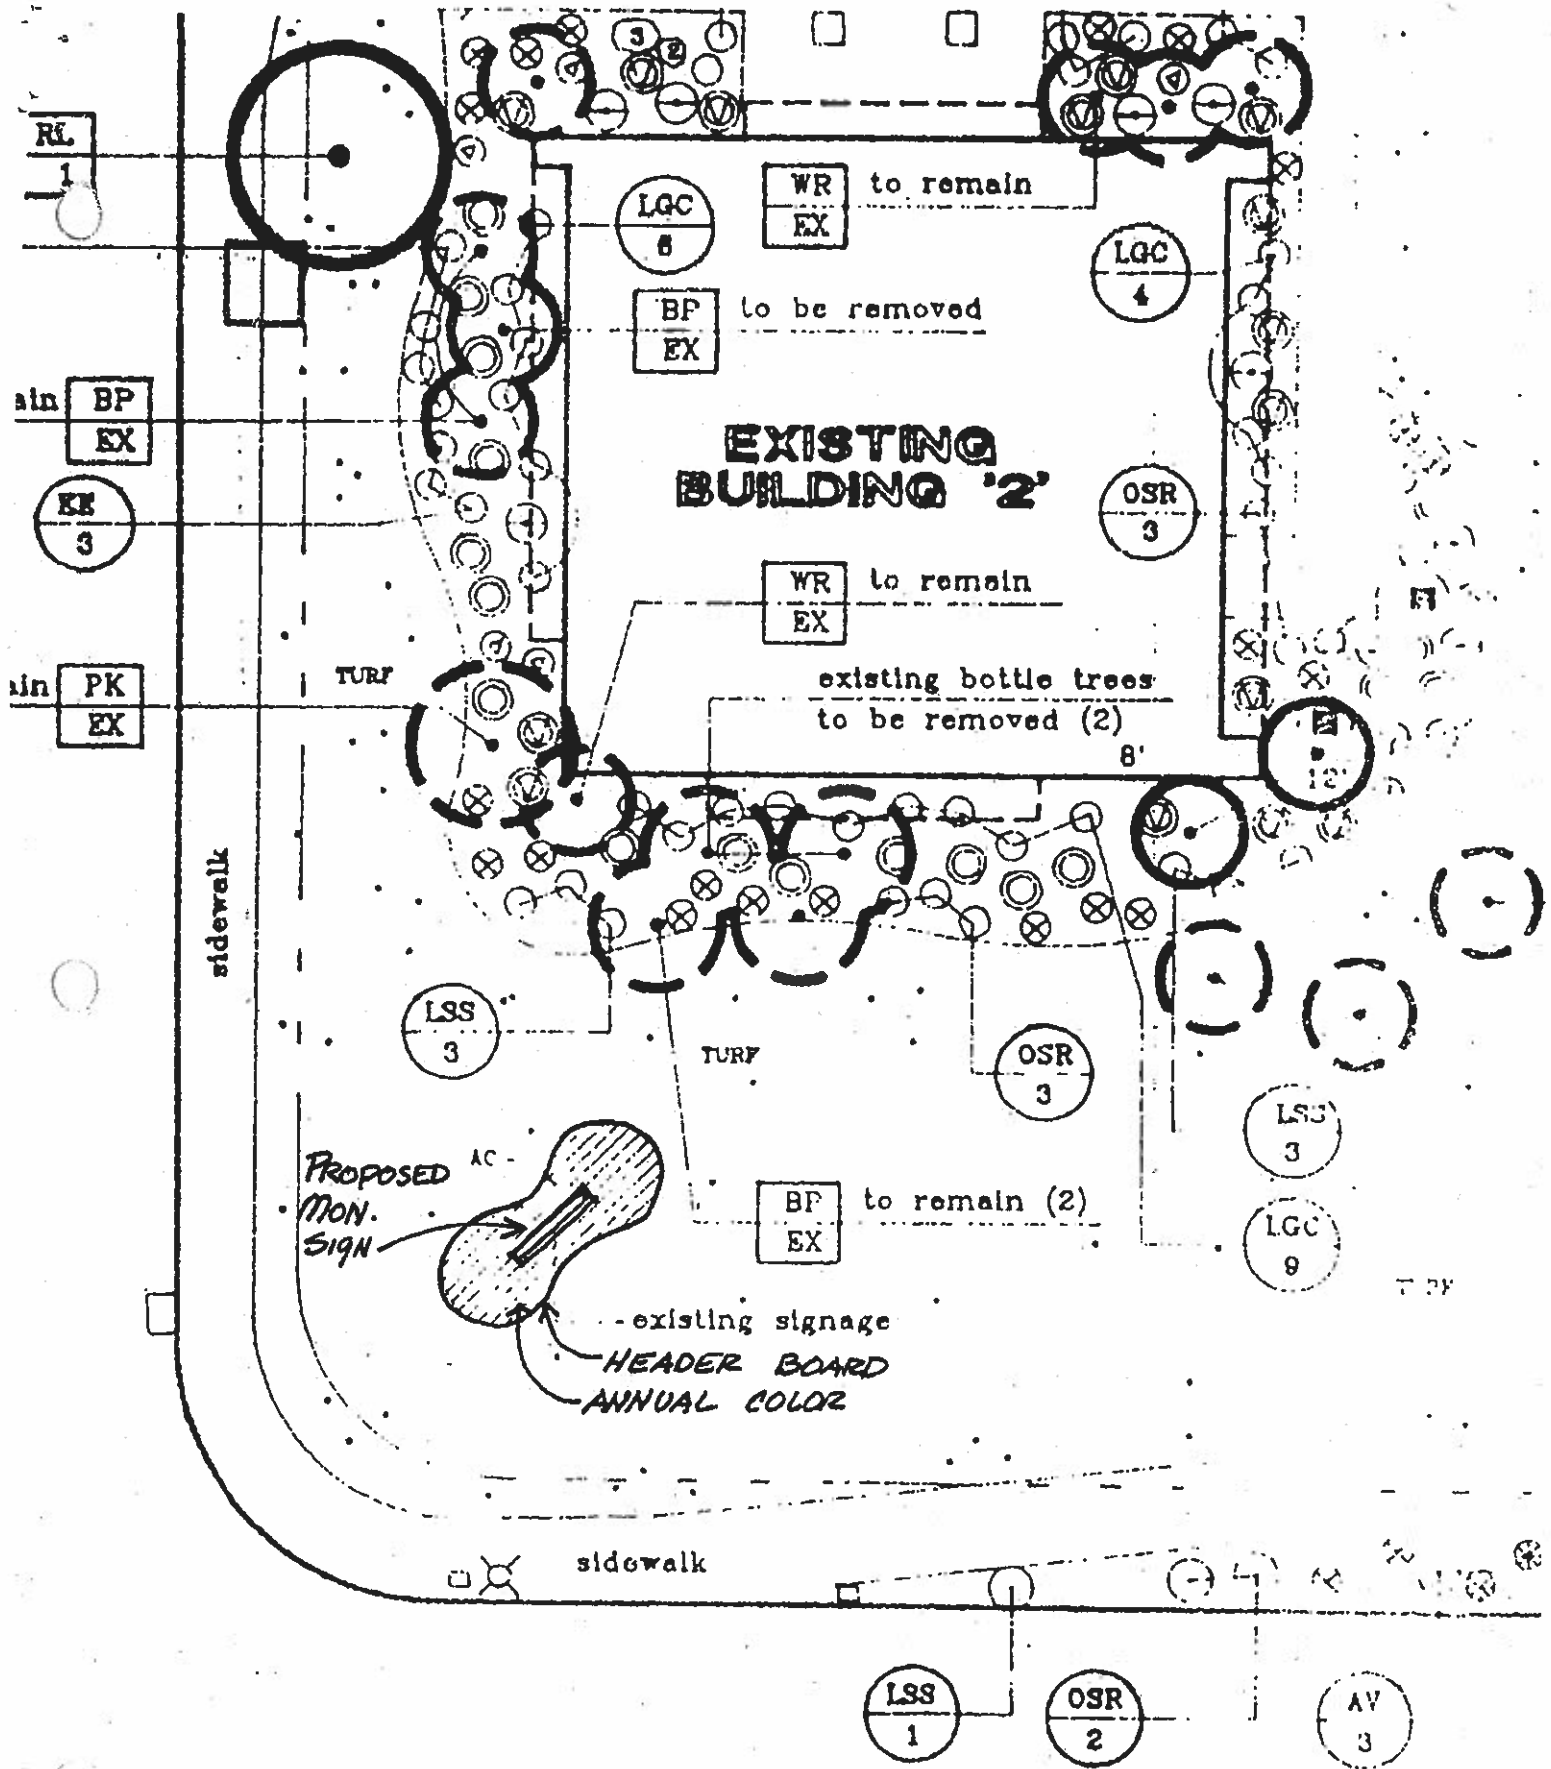 3
2
RL
1
WR to remain
EX
LGC
LGC
4
BP to be removed
EX
ain BP
EX
EXISTING
BUILDING '2'
3
OSR
3
WR to remain
EX
ain PK
EX
TURF
existing bottle trees
to be removed (2)
8'
12'
sidewalk
LSS
3
TURF
OSR
3
LSS
3
PROPOSED
MON.
SIGN
AC
BP to remain (2)
EX
LGC
9
existing signage
HEADER BOARD
ANNUAL COLOR
sidewalk
LSS
1
OSR
2
AV
3